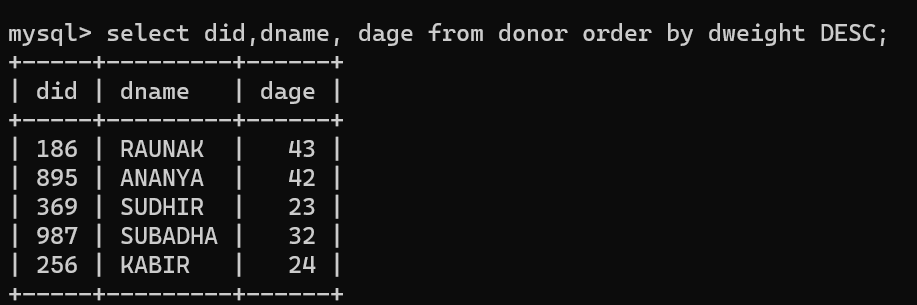 mysql> select did,dname, dage from donor order by dweight DESC;
+-----+---------+------+
| did | dname   | dage |
+-----+---------+------+
| 186 | RAUNAK  |   43 |
| 895 | ANANYA  |   42 |
| 369 | SUDHIR  |   23 |
| 987 | SUBADHA |   32 |
| 256 | KABIR   |   24 |
+-----+---------+------+